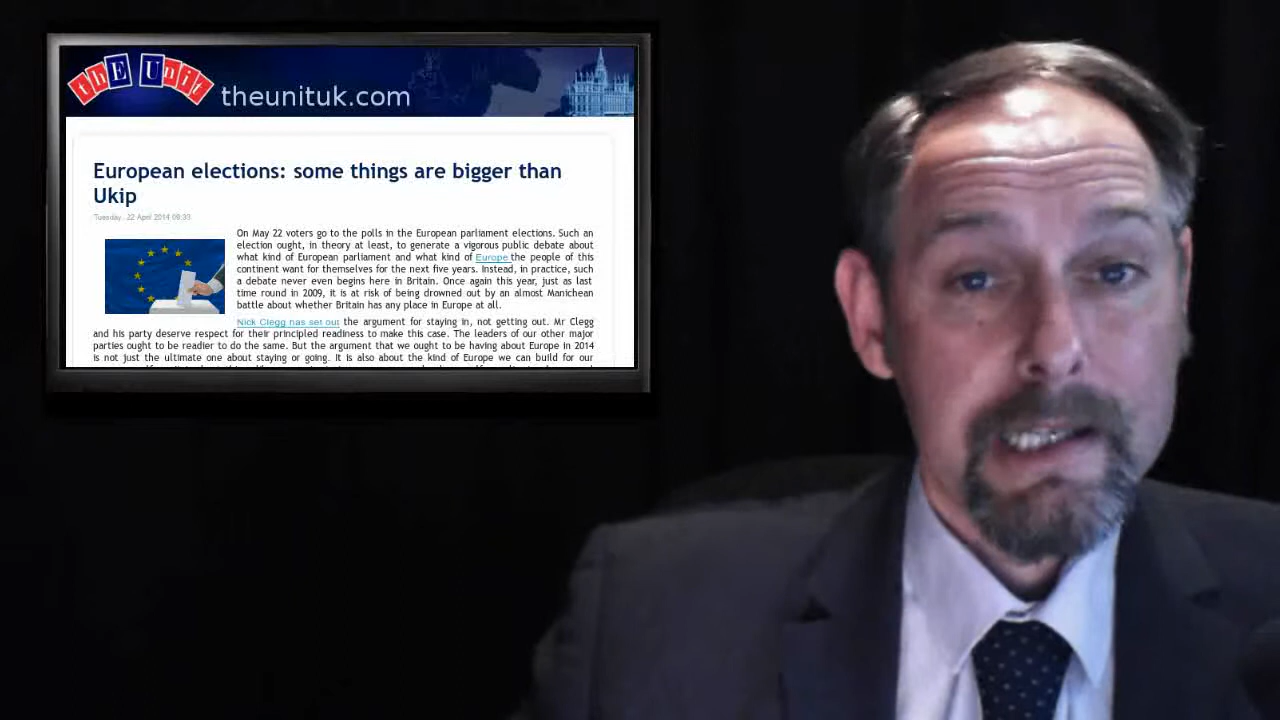 thE Unit
theunituk.com
European elections: some things are bigger than
Ukip
Tuesday, 22 April 2014 08:33
On May 22 voters go to the polls in the European parliament elections. Such an
election ought, in theory at least, to generate a vigorous public debate about
what kind of European parliament and what kind of Europe the people of this
continent want for themselves for the next five years. Instead, in practice, such
a debate never even begins here in Britain. Once again this year, just as last
time round in 2009, it is at risk of being drowned out by an almost Manichean
battle about whether Britain has any place in Europe at all.
Nick Clegg has set out the argument for staying in, not getting out. Mr Clegg
and his party deserve respect for their principled readiness to make this case. The leaders of our other major
parties ought to be readier to do the same. But the argument that we ought to be having about Europe in 2014
is not just the ultimate one about staying or going. It is also about the kind of Europe we can build for our